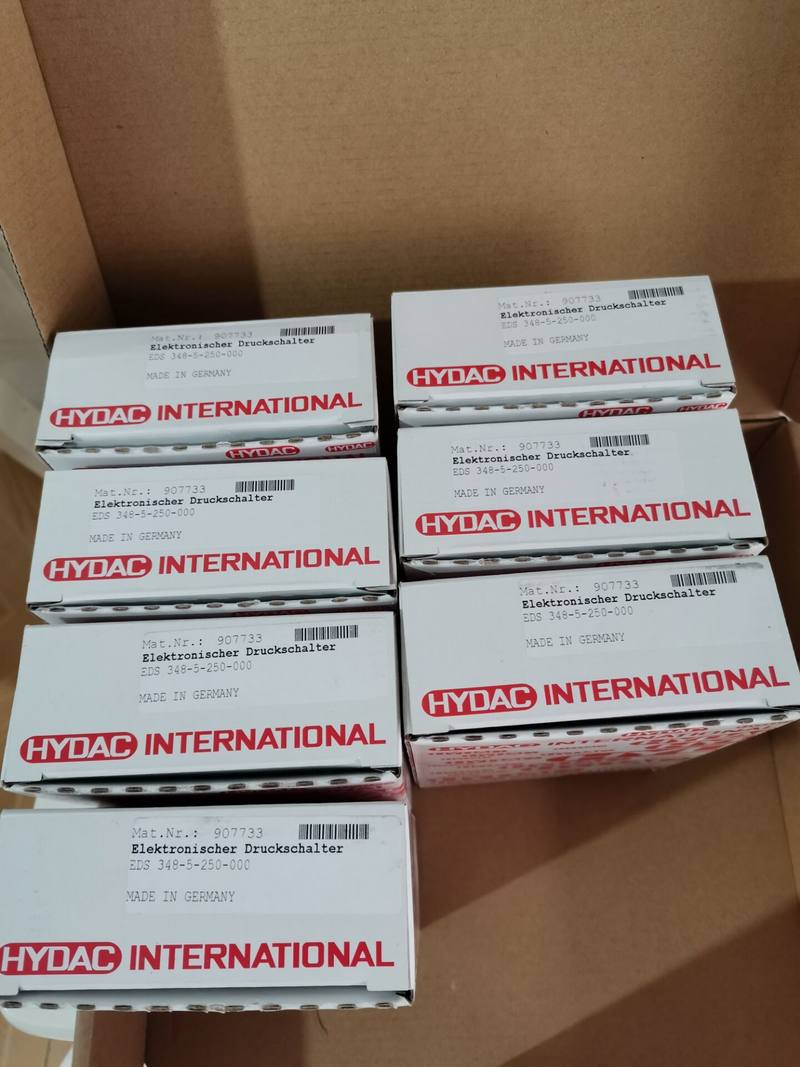 Mat.Nr.: 907733
Elektronischer Druckschalter
EDS 348-5-250-000
MADE IN GERMANY
HYDAC INTERNATIONAL
HYDAC HYDAC
Mat.Nr.: 907733
Elektronischer Druckschalter
EDS 348-5-250-000
MADE IN GERMANY
HYDAC INTERNATIONAL
Mat.Nr.: 907733
Elektronischer Druckschalter
EDS 348-5-250-000
MADE IN GERMANY
HYDAC INTERNATIONAL
Mat.Nr.: 907733
Elektronischer Druckschalter
EDS 348-5-250-000
MADE IN GERMANY
HYDAC INTERNATIONAL
Mat.Nr.: 907733
Elektronischer Druckschalter
EDS 348-5-250-000
MADE IN GERMANY
HYDAC INTERNATIONAL
HYDAC HYDAC
Mat.Nr.: 907733
Elektronischer Druckschalter
EDS 348-5-250-000
MADE IN GERMANY
HYDAC INTERNATIONAL
Mat.Nr.: 907733
Elektronischer Druckschalter
EDS 348-5-250-000
MADE IN GERMANY
HYDAC INTERNATIONAL